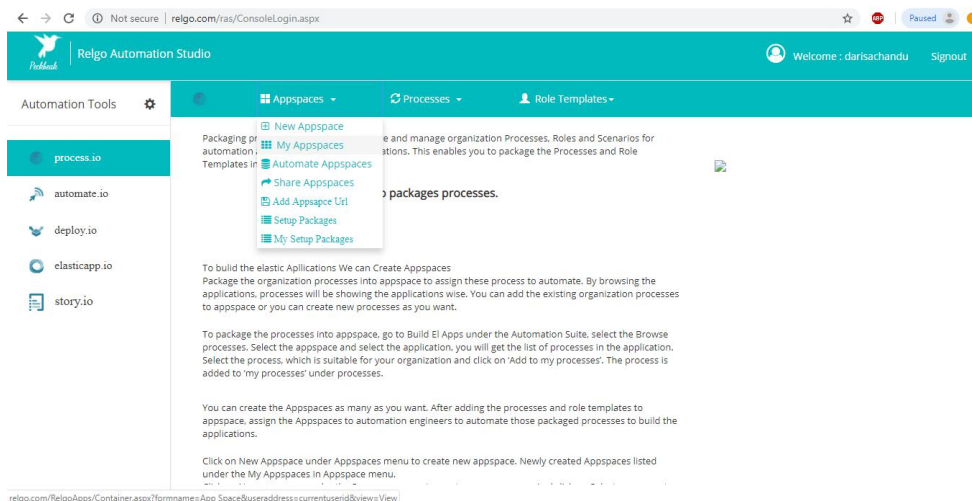 Not secure | relgo.com/ras/ConsoleLogin.aspx
ABP
Paused
Peckbeak
Relgo Automation Studio
Welcome : darisachandu
Signout
Automation Tools
Appspaces
Processes
Role Templates
process.io
automate.io
deploy.io
elasticapp.io
story.io
New Appspace
My Appspaces
Automate Appspaces
Share Appspaces
Add Appsapce Url
Setup Packages
My Setup Packages
Packaging pr e and manage organization Processes, Roles and Scenarios for
automation ations. This enables you to package the Processes and Role
Templates in
packages processes.
To bulid the elastic Apllications We can Create Appspaces
Package the organization processes into appspace to assign these process to automate. By browsing the
applications, processes will be showing the applications wise. You can add the existing organization processes
to appspace or you can create new processes as you want.
To package the processes into appspace, go to Build El Apps under the Automation Suite, select the Browse
processes. Select the appspace and select the application, you will get the list of processes in the application.
Select the process, which is suitable for your organization and click on 'Add to my processes'. The process is
added to 'my processes' under processes.
You can create the Appspaces as many as you want. After adding the processes and role templates to
appspace, assign the Appspaces to automation engineers to automate those packaged processes to build the
applications.
Click on New Appspace under Appspaces menu to create new appspace. Newly created Appspaces listed
under the My Appspaces in Appspace menu.
relgo.com/RelgoApps/Container.aspx?formname=App Space&useraddress=currentuserid&view=View